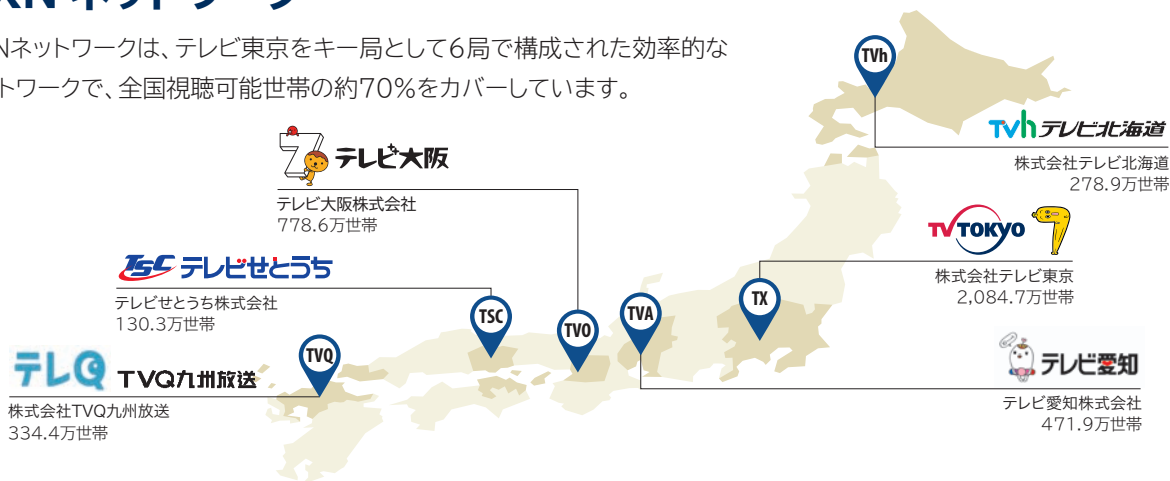 XNネットワーク
Nネットワークは、テレビ東京をキー局として6局で構成された効率的な
トワークで、全国視聴可能世帯の約70%をカバーしています。
TVh
Tvh テレビ北海道
株式会社テレビ北海道
278.9万世帯
7 テレビ大阪
テレビ大阪株式会社
778.6万世帯
TV TOKYO
株式会社テレビ東京
2,084.7万世帯
TSC テレビせとうち
テレビせとうち株式会社
130.3万世帯
TSC
TVO
TVA
TX
TVQ
テレQ TVQ九州放送
株式会社TVQ九州放送
334.4万世帯
テレビ愛知
テレビ愛知株式会社
471.9万世帯